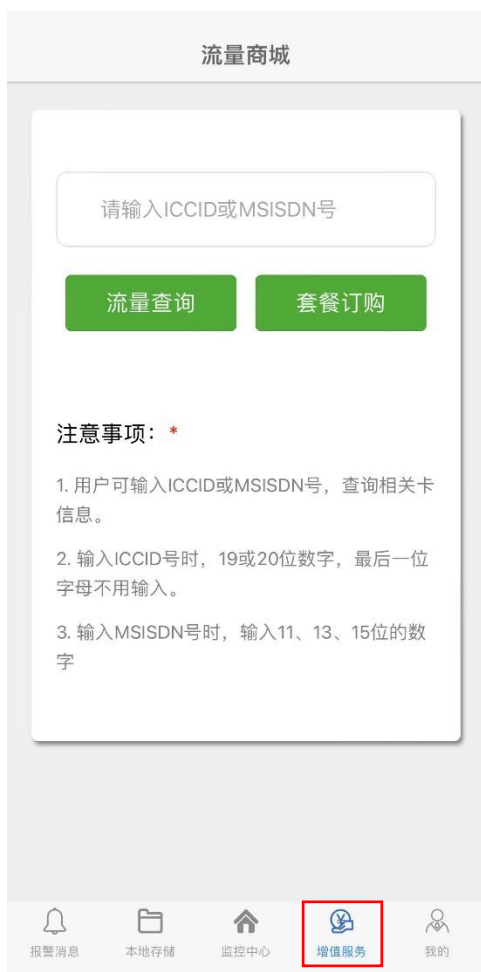 流量商城
请输入ICCID或MSISDN号
流量查询 套餐订购
注意事项：*
1. 用户可输入ICCID或MSISDN号，查询相关卡
信息。
2. 输入ICCID号时，19或20位数字，最后一位
字母不用输入。
3. 输入MSISDN号时，输入11、13、15位的数
字
报警消息 本地存储 监控中心 增值服务 我的